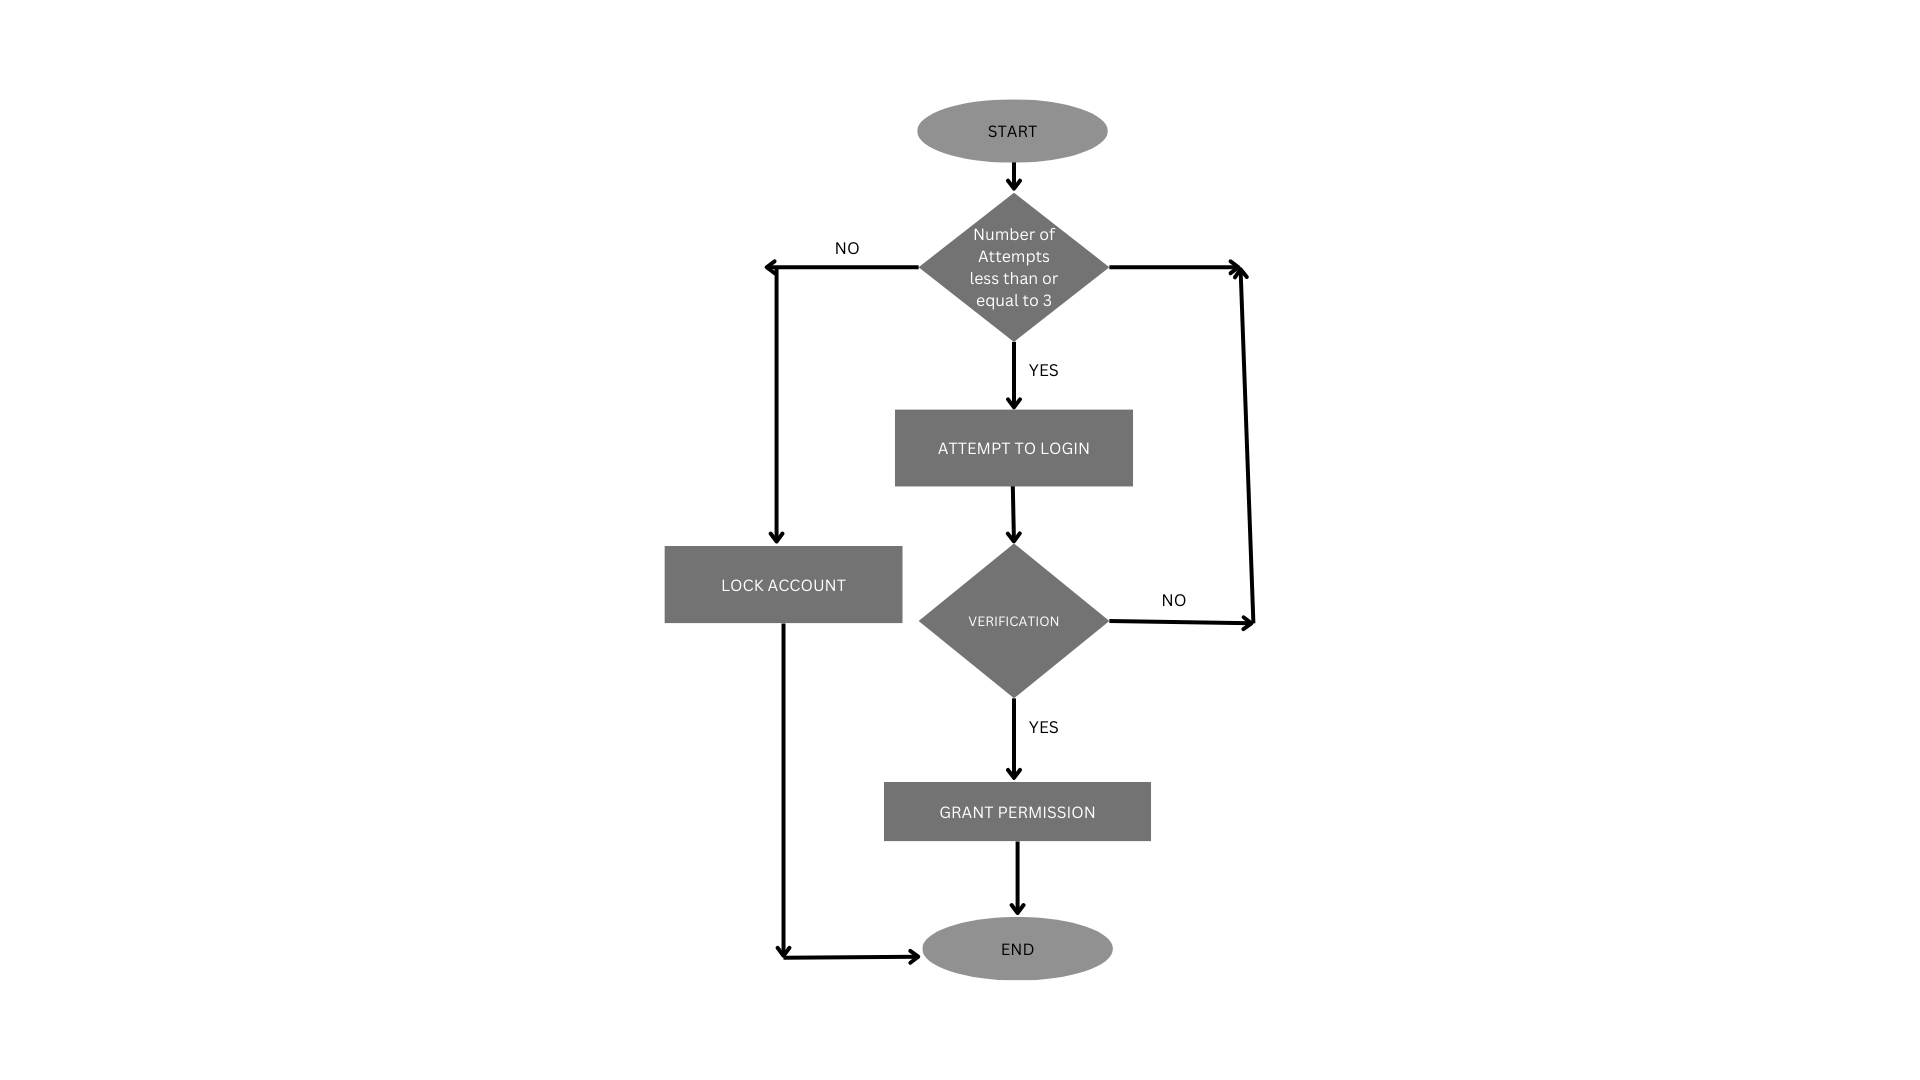 START
NO
Number of
Attempts
less than or
equal to 3
YES
ATTEMPT TO LOGIN
LOCK ACCOUNT
VERIFICATION
NO
YES
GRANT PERMISSION
END